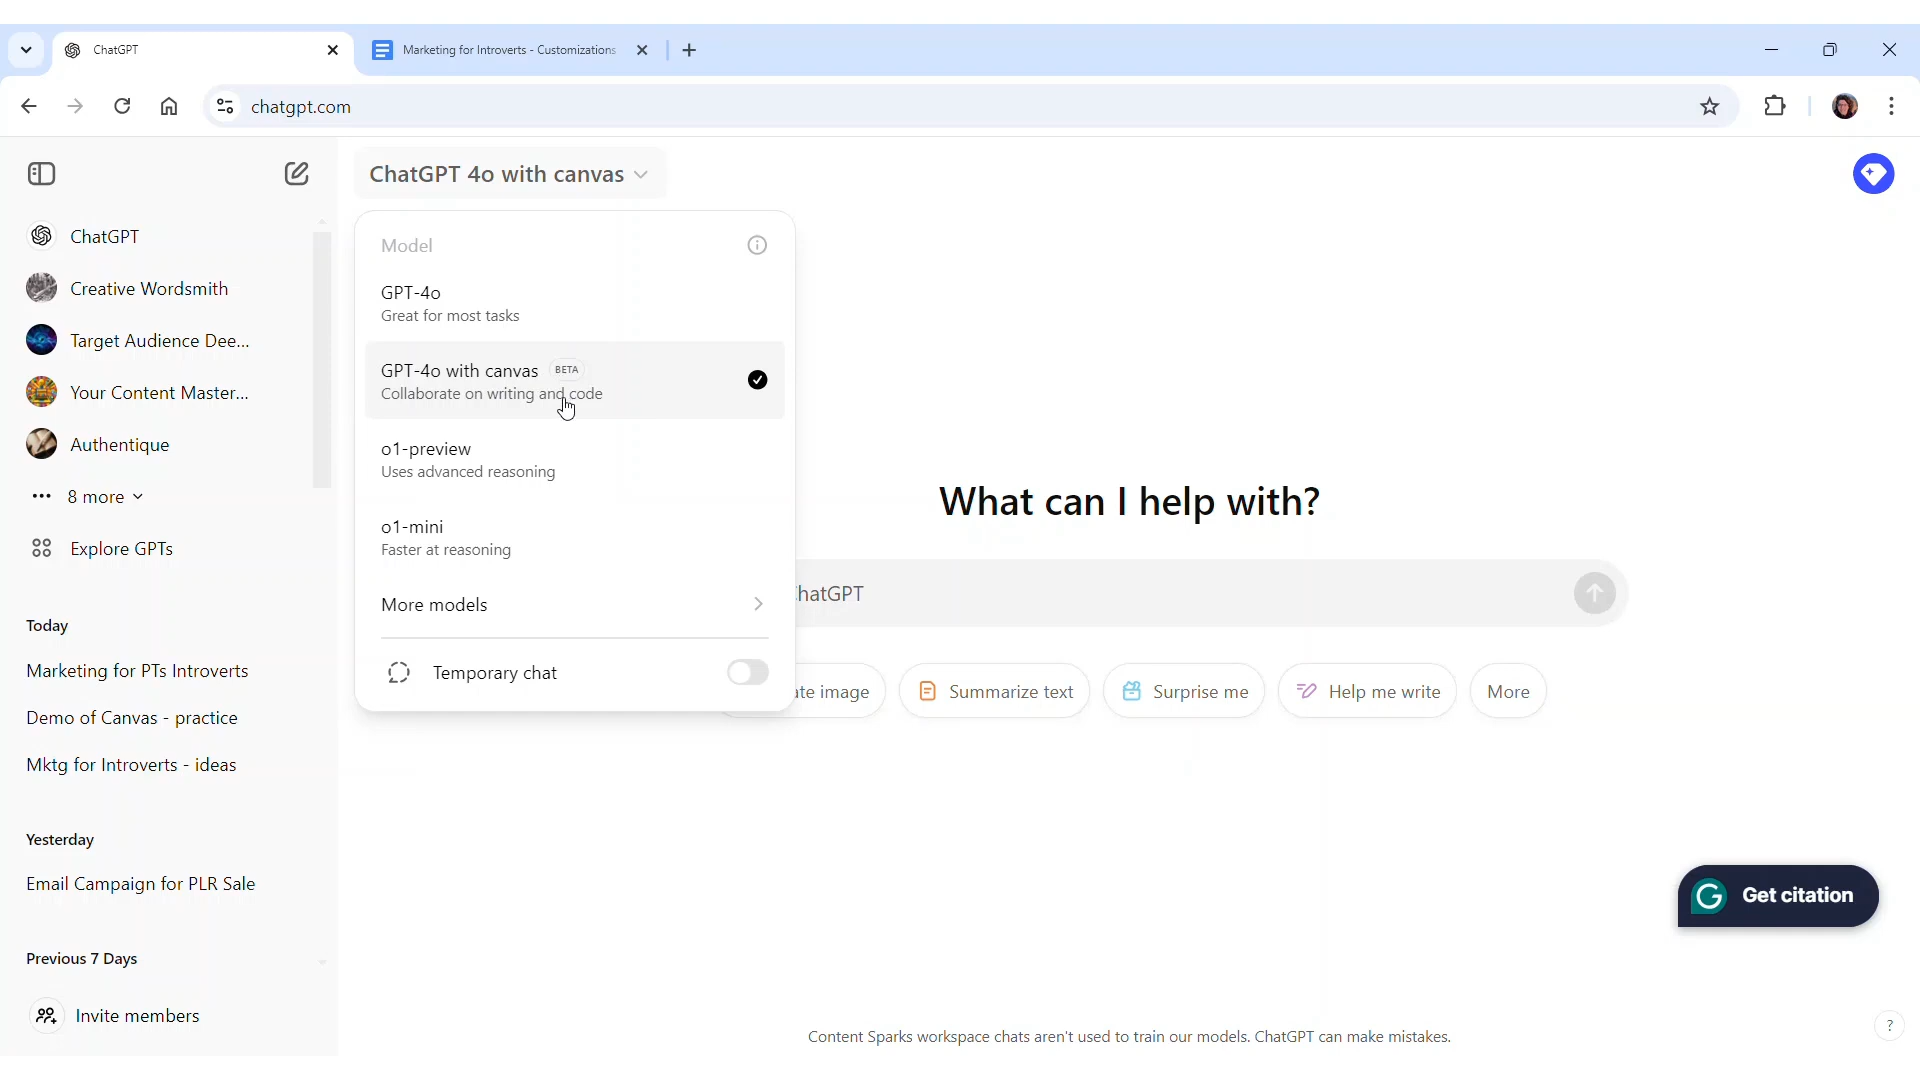 ChatGPT
Marketing for Introverts - Customizations
chatgpt.com
ChatGPT
Creative Wordsmith
Target Audience Dee...
Your Content Master...
Authentique
8 more
Explore GPTs
Today
Marketing for PTs Introverts
Demo of Canvas - practice
Mktg for Introverts - ideas
Yesterday
Email Campaign for PLR Sale
Previous 7 Days
Invite members
ChatGPT 4o with canvas
Model
GPT-4o
Great for most tasks
GPT-4o with canvas BETA
Collaborate on writing and code
o1-preview
Uses advanced reasoning
o1-mini
Faster at reasoning
More models
Temporary chat
What can I help with?
hatGPT
ate image
Summarize text
Surprise me
Help me write
More
G Get citation
Content Sparks workspace chats aren't used to train our models. ChatGPT can make mistakes.
?